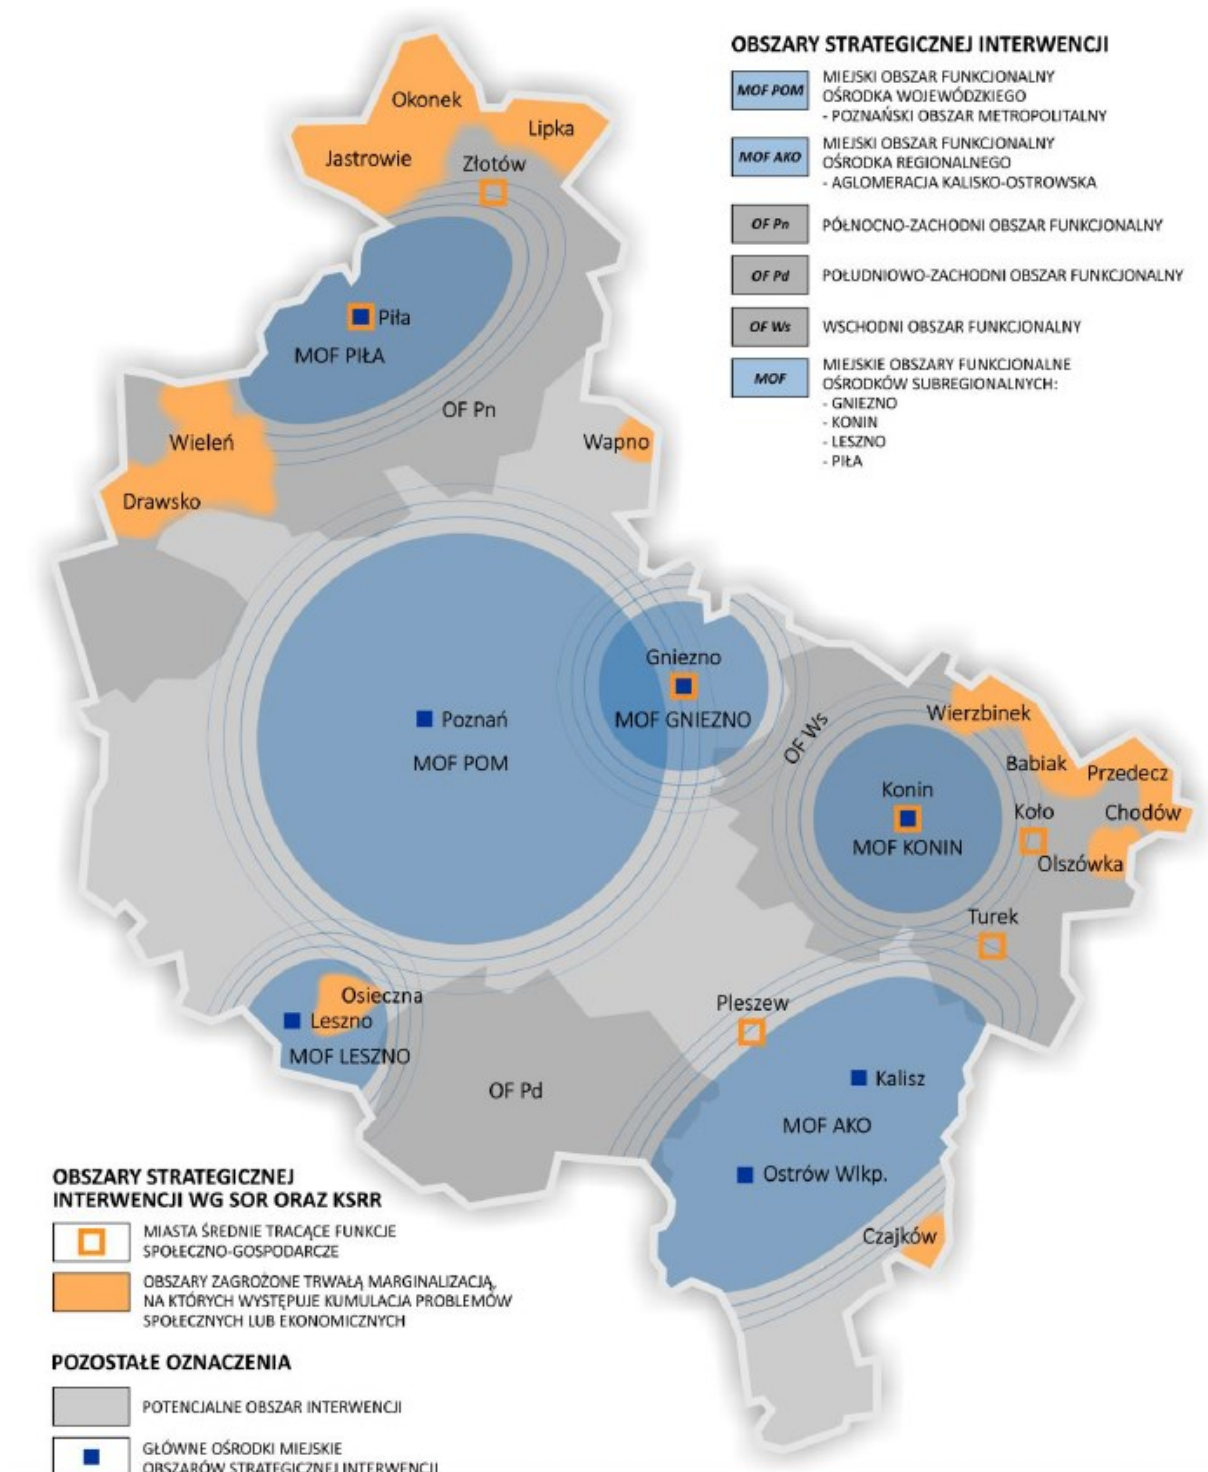 OBSZARY STRATEGICZNEJ INTERWENCJI
MOF POM
MIEJSKI OBSZAR FUNKCJONALNY
OŚRODKA WOJEWÓDZKIEGO
- POZNAŃSKI OBSZAR METROPOLITALNY
MOF AKO
MIEJSKI OBSZAR FUNKCJONALNY
OŚRODKA REGIONALNEGO
- AGLOMERACJA KALISKO-OSTROWSKA
OF Pn
PÓŁNOCNO-ZACHODNI OBSZAR FUNKCJONALNY
OF Pd
POŁUDNIOWO-ZACHODNI OBSZAR FUNKCJONALNY
OF Ws
WSCHODNI OBSZAR FUNKCJONALNY
MOF
MIEJSKIE OBSZARY FUNKCJONALNE
OŚRODKÓW SUBREGIONALNYCH:
- GNIEZNO
- KONIN
- LESZNO
- PIŁA
Okonek
Lipka
Jastrowie
Złotów
Piła
MOF PIŁA
OF Pn
Wieleń
Wapno
Drawsko
Gniezno
Poznań
MOF GNIEZNO
MOF POM
OF Ws
Wierzbinek
Babiak
Przedecz
Konin
Koło
Chodów
MOF KONIN
Olszówka
Turek
Osieczna
Leszno
MOF LESZNO
Pleszew
Kalisz
OF Pd
MOF AKO
Ostrów Wlkp.
Czajków
OBSZARY STRATEGICZNEJ
INTERWENCJI WG SOR ORAZ KSRR
MIASTA ŚREDNIE TRACĄCE FUNKCJE
SPOŁECZNO-GOSPODARCZE
OBSZARY ZAGROŻONE TRWAŁĄ MARGINALIZACJĄ,
NA KTÓRYCH WYSTĘPUJE KUMULACJA PROBLEMÓW
SPOŁECZNYCH LUB EKONOMICZNYCH
POZOSTAŁE OZNACZENIA
POTENCJALNE OBSZAR INTERWENCJI
GŁÓWNE OŚRODKI MIEJSKIE
OBSZARÓW STRATEGICZNEJ INTERWENCJI